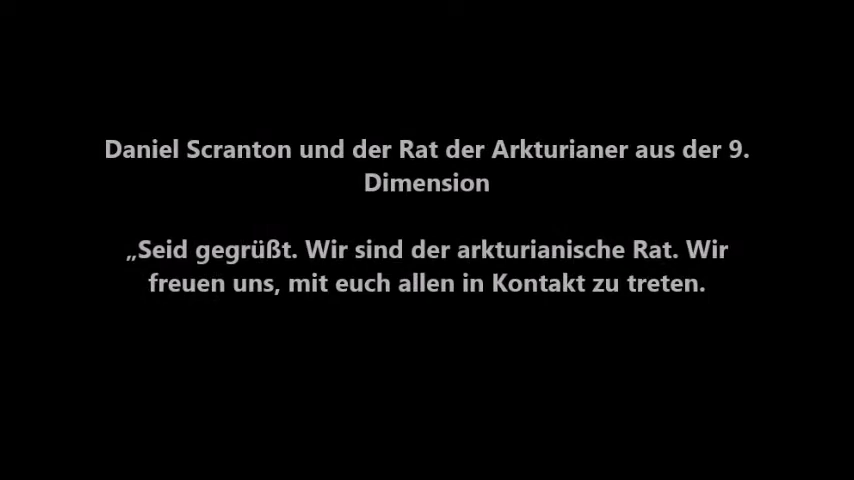 Daniel Scranton und der Rat der Arkturianer aus der 9.
Dimension
„Seid gegrüßt. Wir sind der arkturianische Rat. Wir
freuen uns, mit euch allen in Kontakt zu treten.